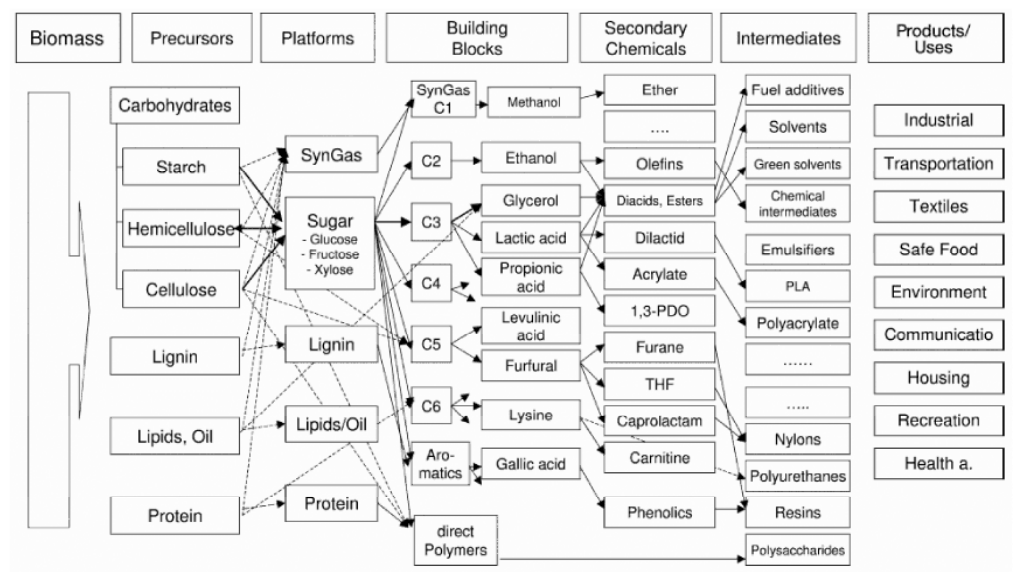 Biomass
Precursors
Platforms
Building
Blocks
Secondary
Chemicals
Intermediates
Products/
Uses
Carbohydrates
Starch
Hemicellulose
Cellulose
Lignin
Lipids, Oil
Protein
SynGas
Sugar
- Glucose
- Fructose
- Xylose
Lignin
Lipids/Oil
Protein
SynGas
C1
C2
C3
C4
C5
C6
Aro-
matics
direct
Polymers
Methanol
Ethanol
Glycerol
Lactic acid
Propionic
acid
Levulinic
acid
Furfural
Lysine
Gallic acid
Ether
....
Olefins
Diacids, Esters
Dilactid
Acrylate
1,3-PDO
Furane
THF
Caprolactam
Carnitine
Phenolics
Fuel additives
Solvents
Green solvents
Chemical
intermediates
Emulsifiers
PLA
Polyacrylate
......
.....
Nylons
Polyurethanes
Resins
Polysaccharides
Industrial
Transportation
Textiles
Safe Food
Environment
Communicatio
Housing
Recreation
Health a.